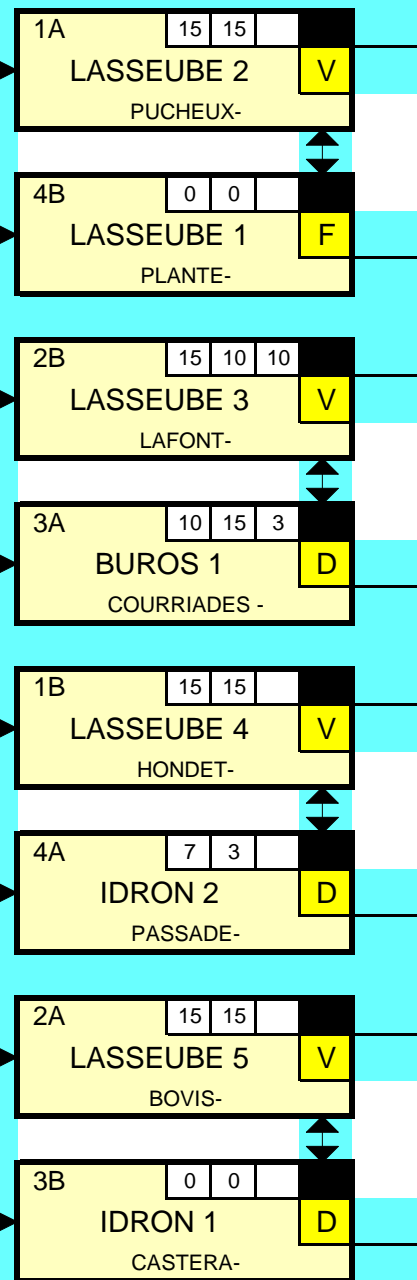 1A 15 15
LASSEUBE 2 V
PUCHEUX-
4B 0 0
LASSEUBE 1 F
PLANTE-
2B 15 10 10
LASSEUBE 3 V
LAFONT-
3A 10 15 3
BUROS 1 D
COURRIADES -
1B 15 15
LASSEUBE 4 V
HONDET-
4A 7 3
IDRON 2 D
PASSADE-
2A 15 15
LASSEUBE 5 V
BOVIS-
3B 0 0
IDRON 1 D
CASTERA-